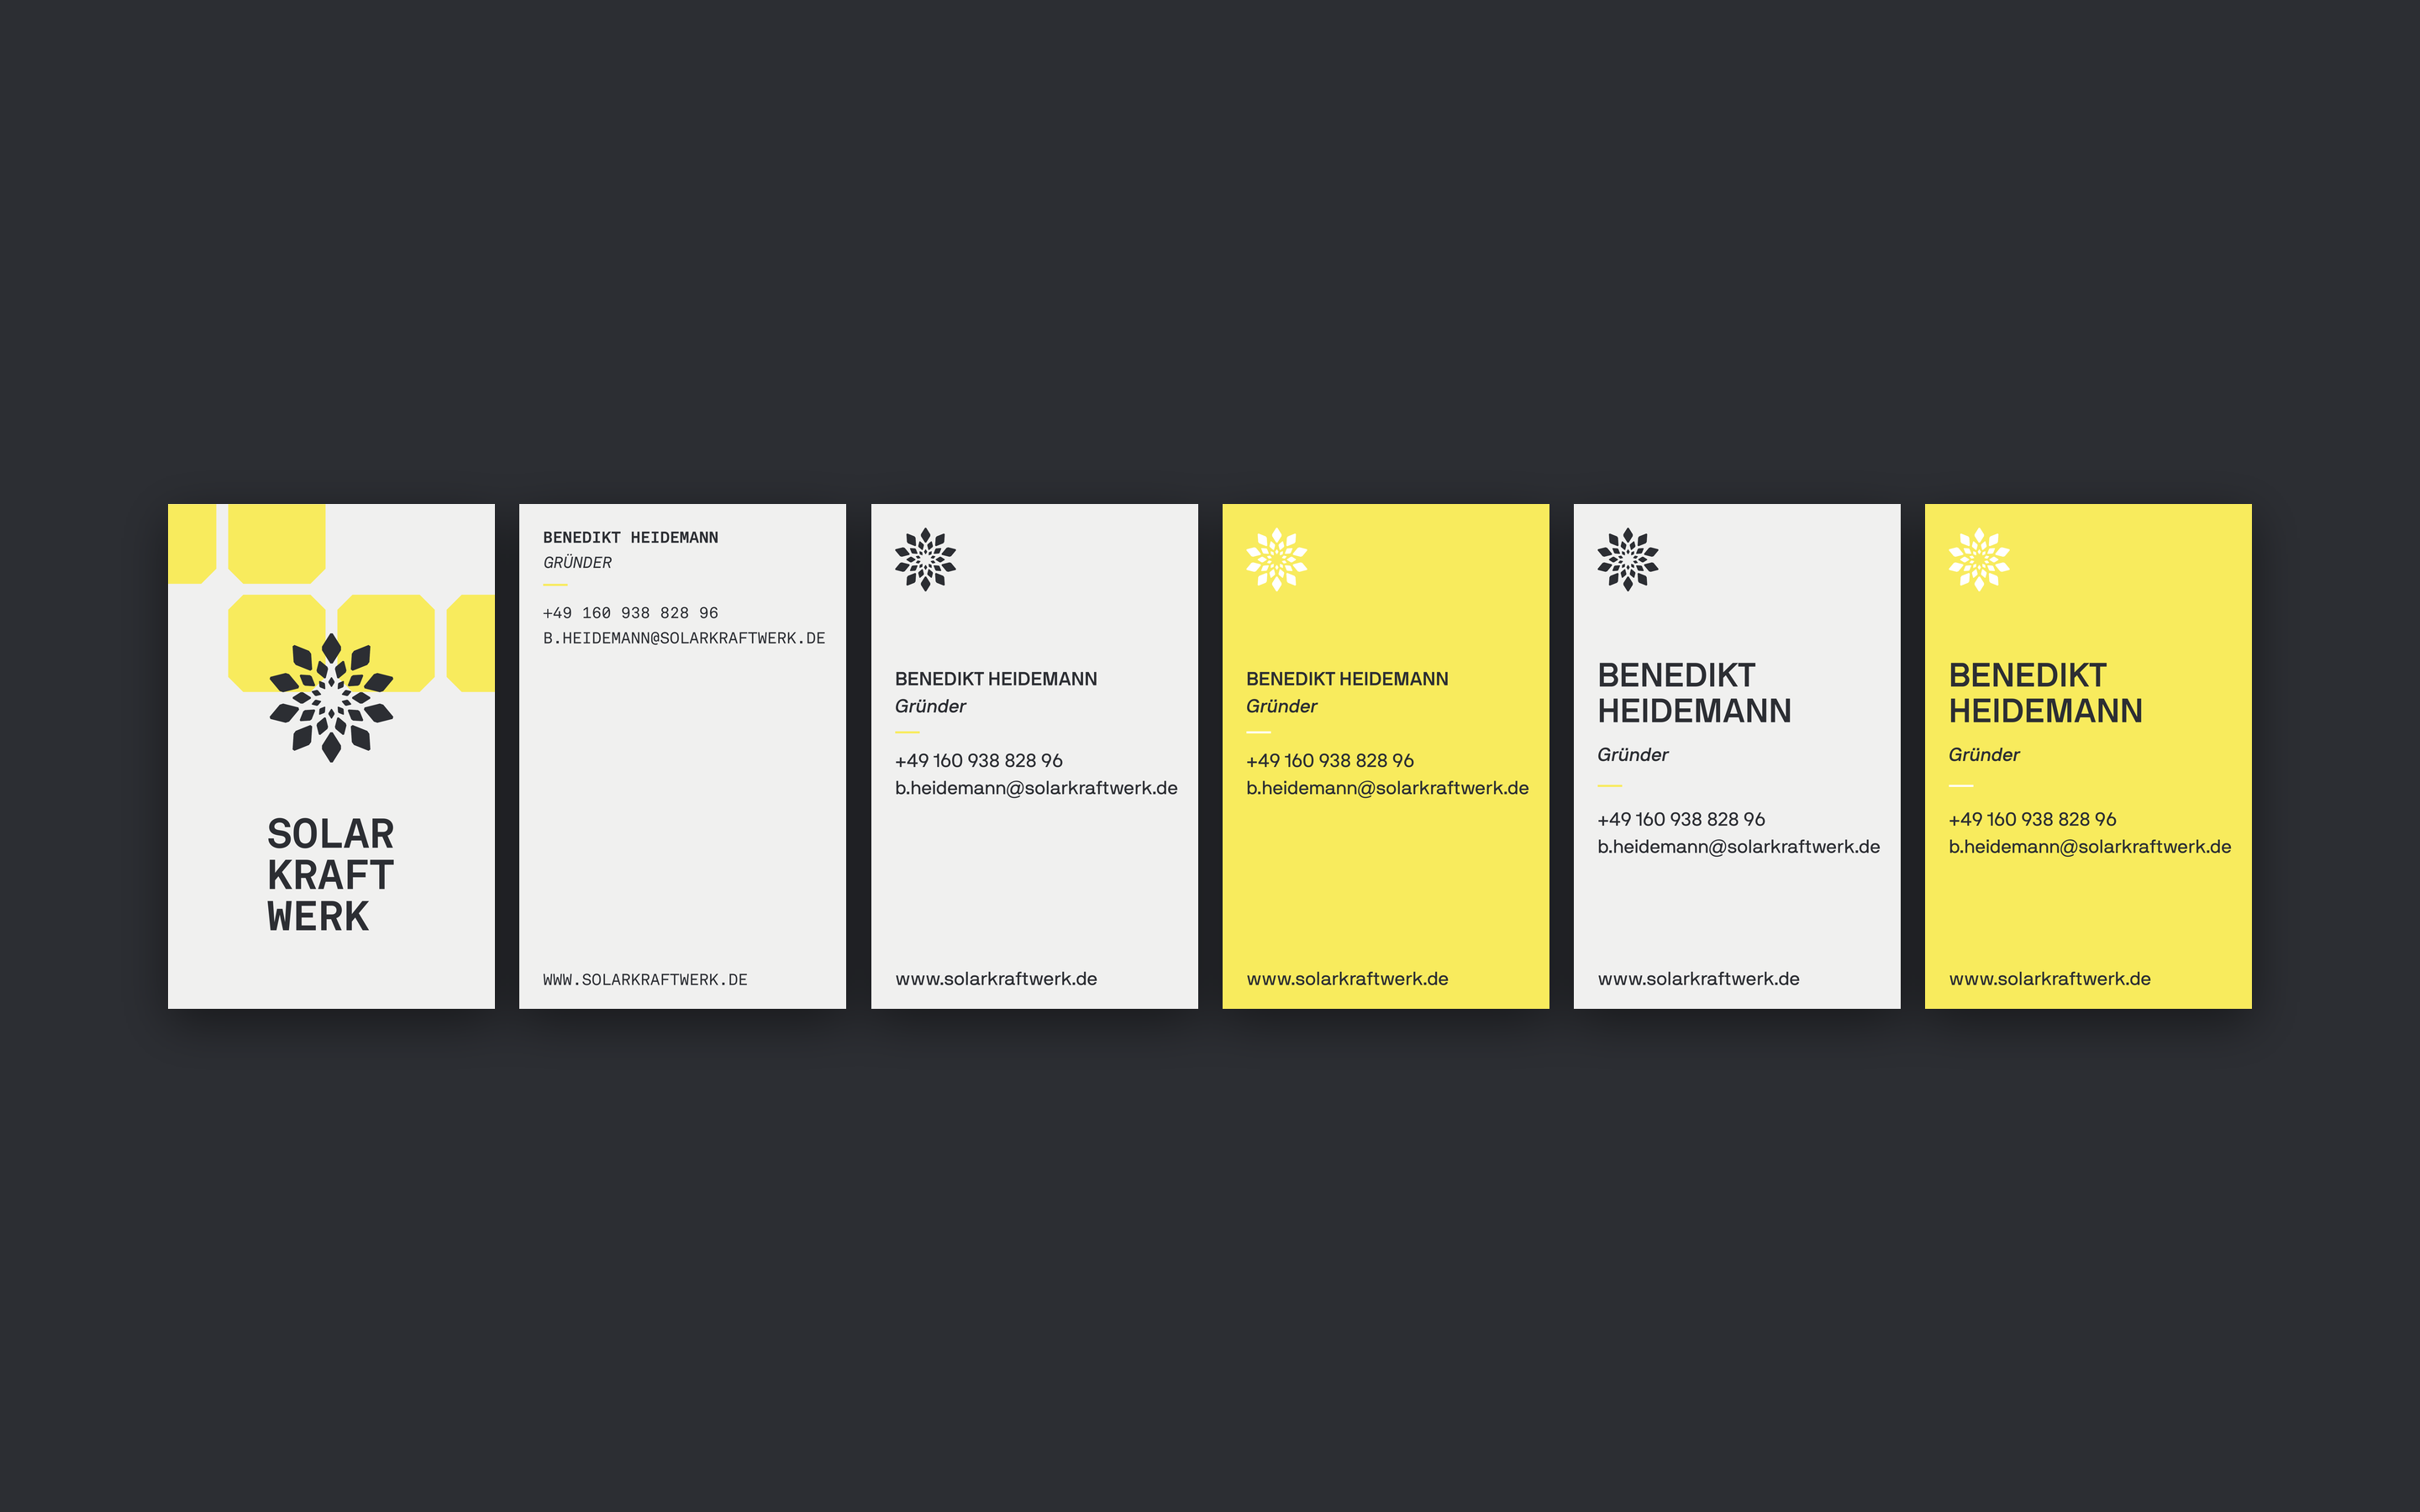 SOLAR
KRAFT
WERK
BENEDIKT HEIDEMANN
GRÜNDER
+49 160 938 828 96
B.HEIDEMANN@SOLARKRAFTWERK.DE
WWW.SOLARKRAFTWERK.DE
BENEDIKT HEIDEMANN
Gründer
+49 160 938 828 96
b.heidemann@solarkraftwerk.de
www.solarkraftwerk.de
BENEDIKT HEIDEMANN
Gründer
+49 160 938 828 96
b.heidemann@solarkraftwerk.de
www.solarkraftwerk.de
BENEDIKT
HEIDEMANN
Gründer
+49 160 938 828 96
b.heidemann@solarkraftwerk.de
www.solarkraftwerk.de
BENEDIKT
HEIDEMANN
Gründer
+49 160 938 828 96
b.heidemann@solarkraftwerk.de
www.solarkraftwerk.de